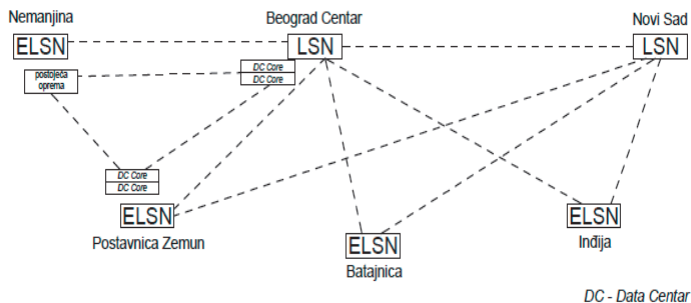 Nemanjina
Beograd Centar
Novi Sad
ELSN
LSN
LSN
postojeća
oprema
DC Core
DC Core
DC Core
DC Core
ELSN
Postavnica Zemun
ELSN
Batajnica
ELSN
Inđija
DC - Data Centar